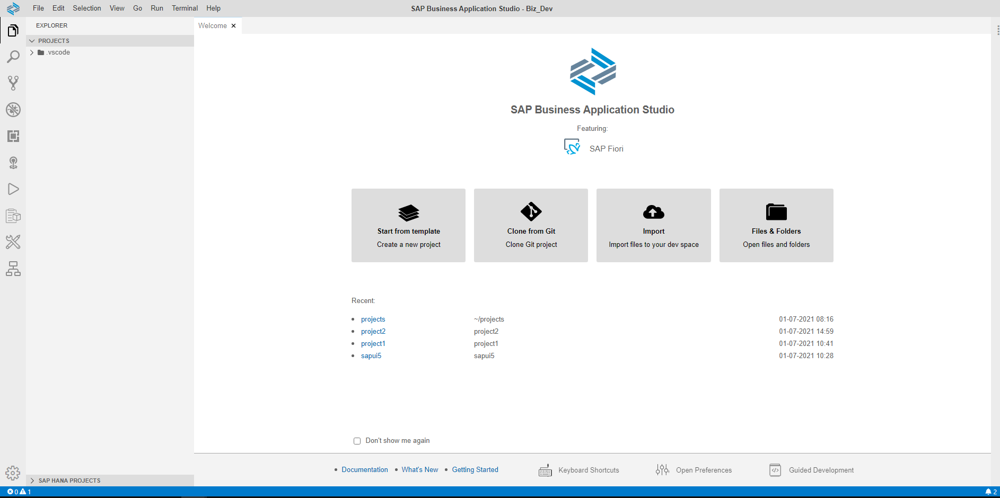 File Edit Selection View Go Run Terminal Help
SAP Business Application Studio - Biz_Dev
EXPLORER
PROJECTS
.vscode
SAP HANA PROJECTS
Welcome
SAP Business Application Studio
Featuring:
SAP Fiori
Start from template
Create a new project
Clone from Git
Clone Git project
Import
Import files to your dev space
Files & Folders
Open files and folders
Recent:
projects ~/projects 01-07-2021 08:16
project2 project2 01-07-2021 14:59
project1 project1 01-07-2021 10:41
sapui5 sapui5 01-07-2021 10:28
Don't show me again
Documentation What's New Getting Started Keyboard Shortcuts Open Preferences Guided Development
0 1 2